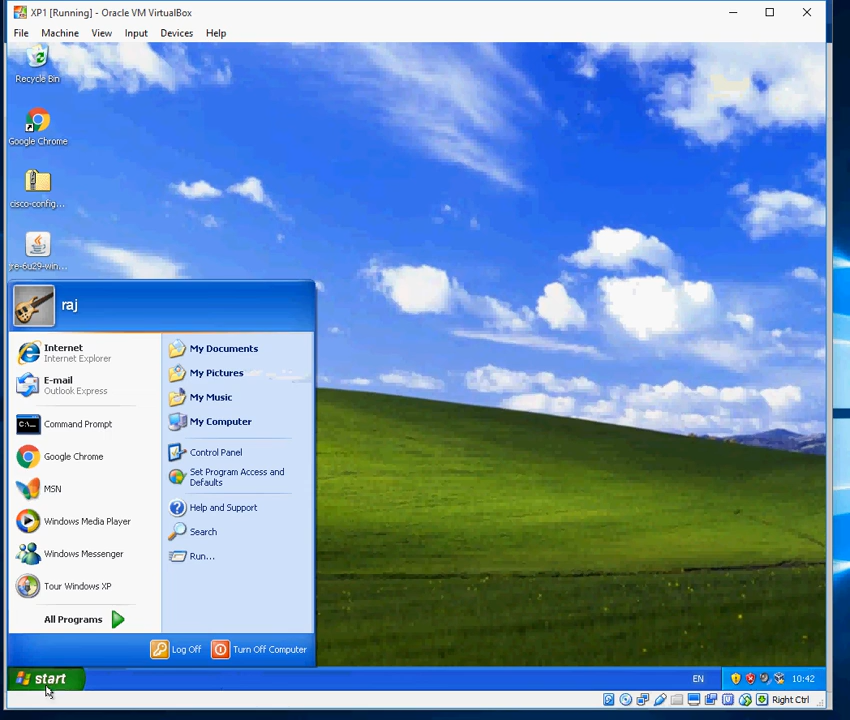 XP1 [Running] - Oracle VM VirtualBox
File Machine View Input Devices Help
Recycle Bin
Google Chrome
cisco-config...
jre-6u29-win...
raj
Internet
Internet Explorer
E-mail
Outlook Express
Command Prompt
Google Chrome
MSN
Windows Media Player
Windows Messenger
Tour Windows XP
All Programs
My Documents
My Pictures
My Music
My Computer
Control Panel
Set Program Access and
Defaults
Help and Support
Search
Run...
Log Off Turn Off Computer
start
EN 10:42
Right Ctrl